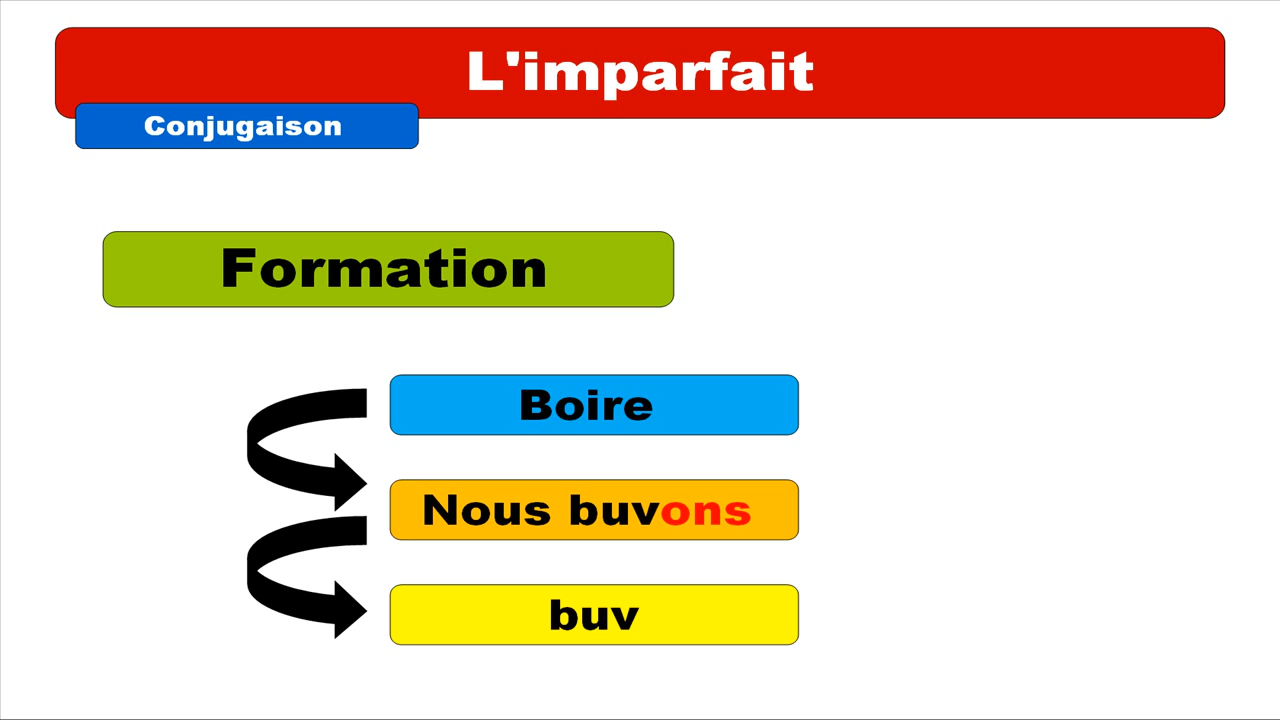 L'imparfait
Conjugaison
Formation
Boire
Nous buvons
buv